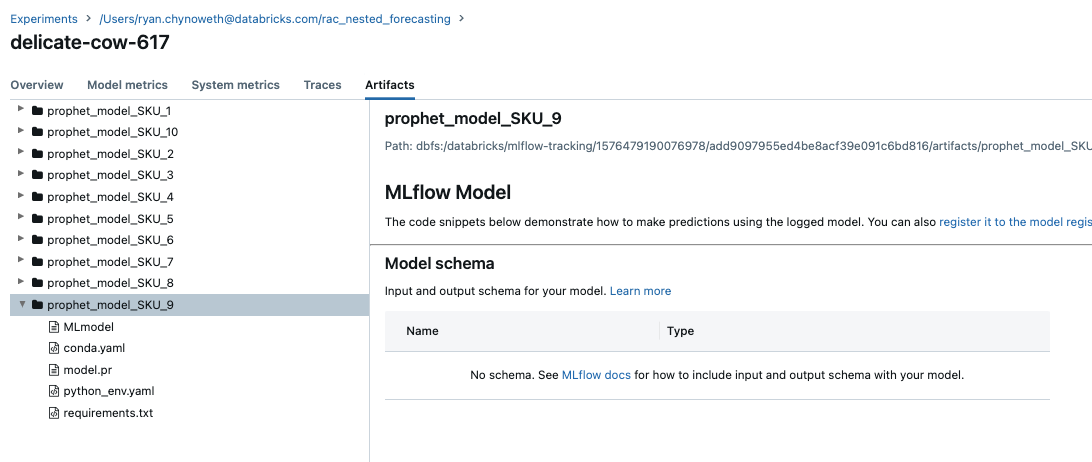 Experiments > /Users/ryan.chynoweth@databricks.com/rac_nested_forecasting >
delicate-cow-617
Overview Model metrics System metrics Traces Artifacts
prophet_model_SKU_1
prophet_model_SKU_10
prophet_model_SKU_2
prophet_model_SKU_3
prophet_model_SKU_4
prophet_model_SKU_5
prophet_model_SKU_6
prophet_model_SKU_7
prophet_model_SKU_8
prophet_model_SKU_9
MLmodel
conda.yaml
model.pr
python_env.yaml
requirements.txt
prophet_model_SKU_9
Path: dbfs:/databricks/mlflow-tracking/1576479190076978/add9097955ed4be8acf39e091c6bd816/artifacts/prophet_model_SKU
MLflow Model
The code snippets below demonstrate how to make predictions using the logged model. You can also register it to the model regis
Model schema
Input and output schema for your model. Learn more
Name Type
No schema. See MLflow docs for how to include input and output schema with your model.